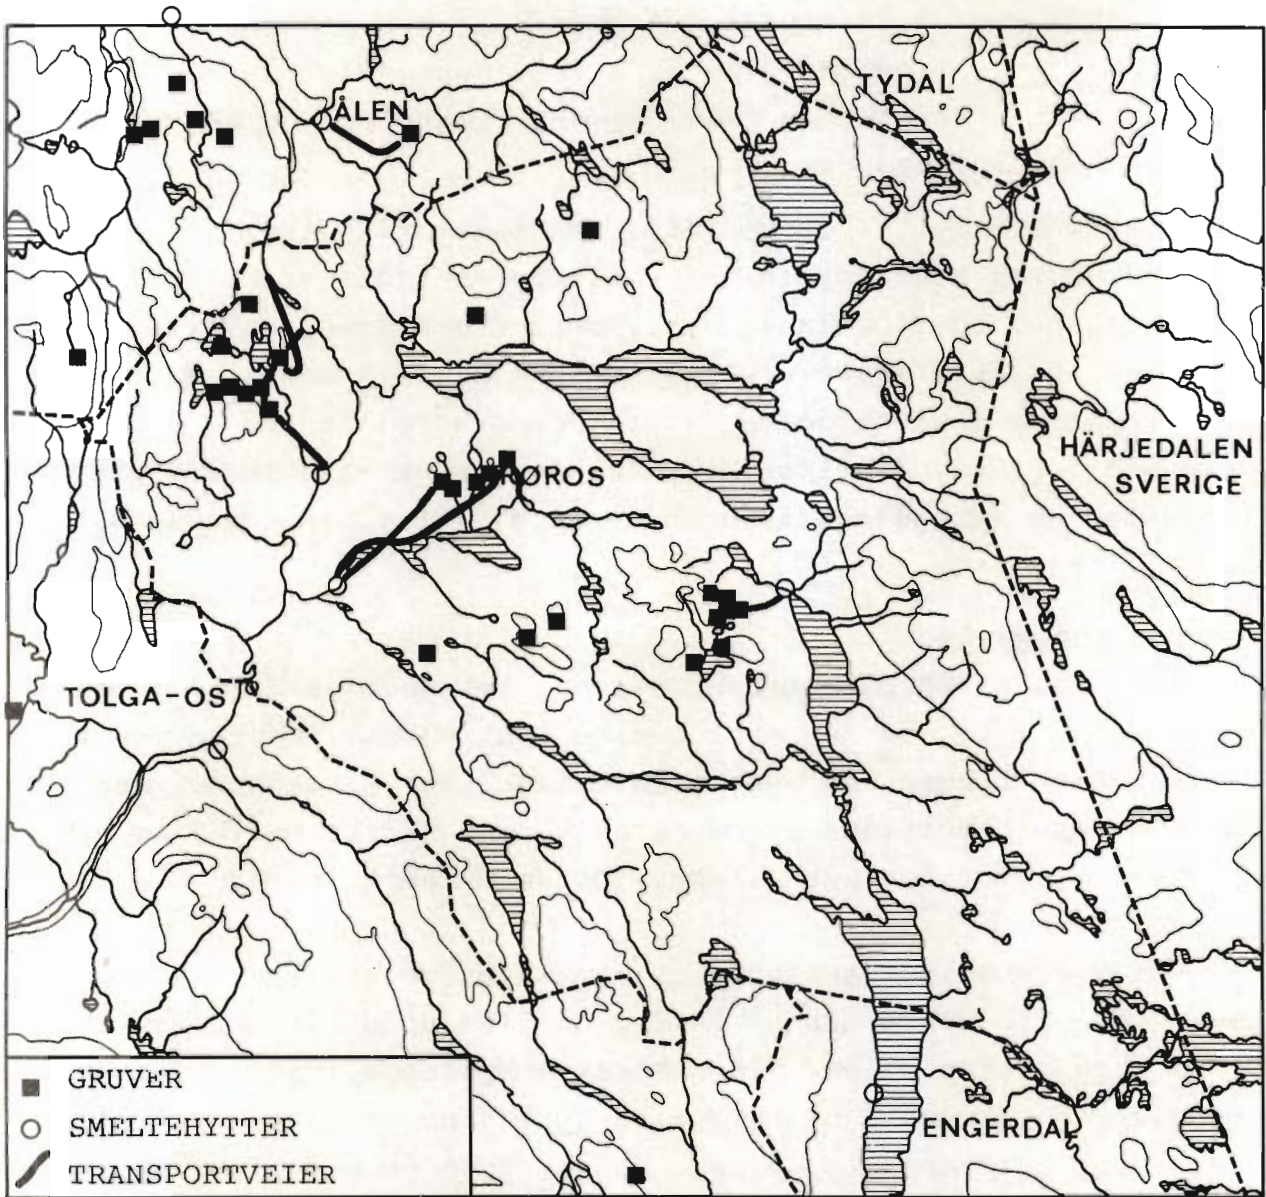 TYDAL
ÅLEN
HÄRJEDALEN
SVERIGE
RØROS
TOLGA-OS
ENGERDAL
GRUVER
SMELTEHYTTER
TRANSPORTVEIER